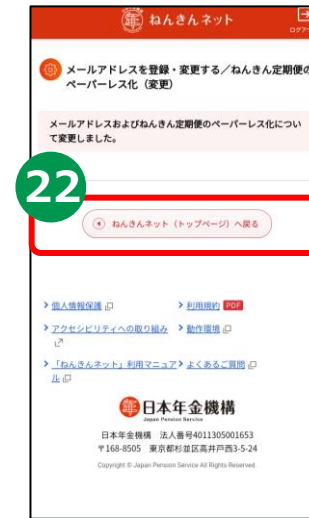 ねんきんネット
メールアドレスを登録・変更する／ねんきん定期便の
ペーパーレス化（変更）
メールアドレスおよびねんきん定期便のペーパーレス化につい
て変更しました。
22
ねんきんネット（トップページ）へ戻る
個人情報保護 利用規約 PDF
アクセシビリティへの取り組み 動作環境
「ねんきんネット」利用マニュア よくあるご質問
ル
日本年金機構
Japan Pension Service
日本年金機構 法人番号4011305001653
〒168-8505 東京都杉並区高井戸西3-5-24
Copyright © Japan Pension Service All Rights Reserved.